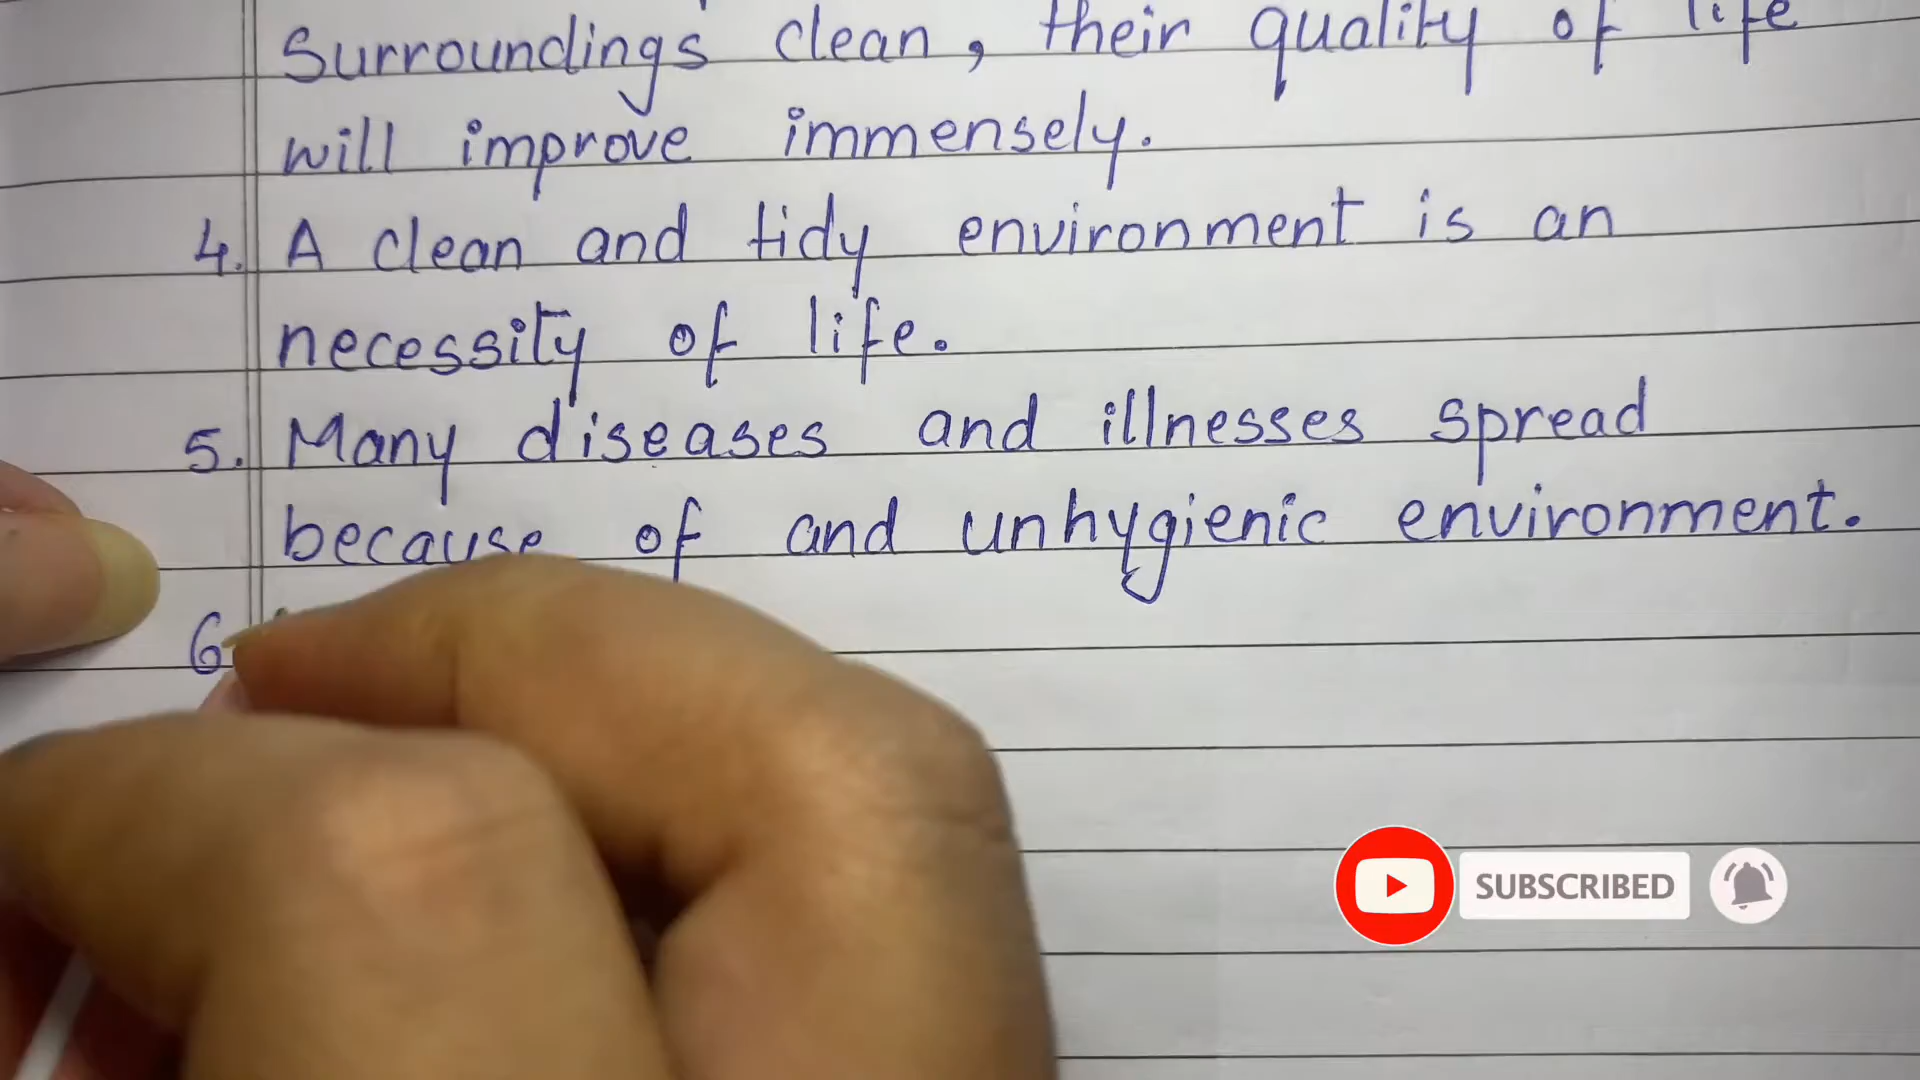 Surroundings clean, their quality of life
will improve immensely.
4. A clean and tidy environment is an
necessity of life.
5. Many diseases and illnesses spread
because of and unhygienic environment.
6
SUBSCRIBED